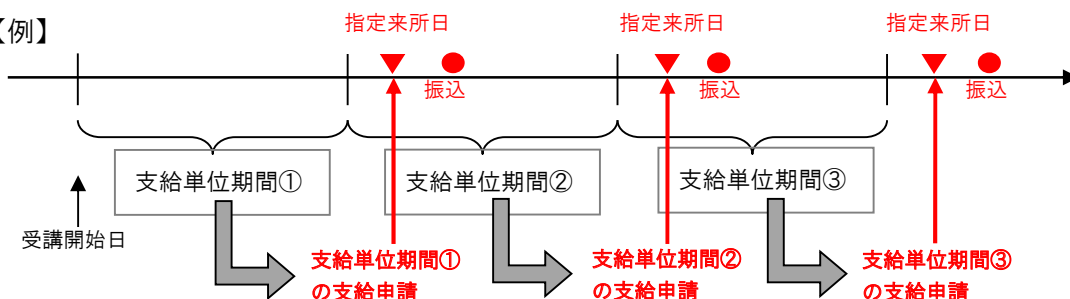 【例】
指定来所日
指定来所日
指定来所日
振込
振込
振込
支給単位期間①
支給単位期間②
支給単位期間③
受講開始日
支給単位期間①
の支給申請
支給単位期間②
の支給申請
支給単位期間③
の支給申請